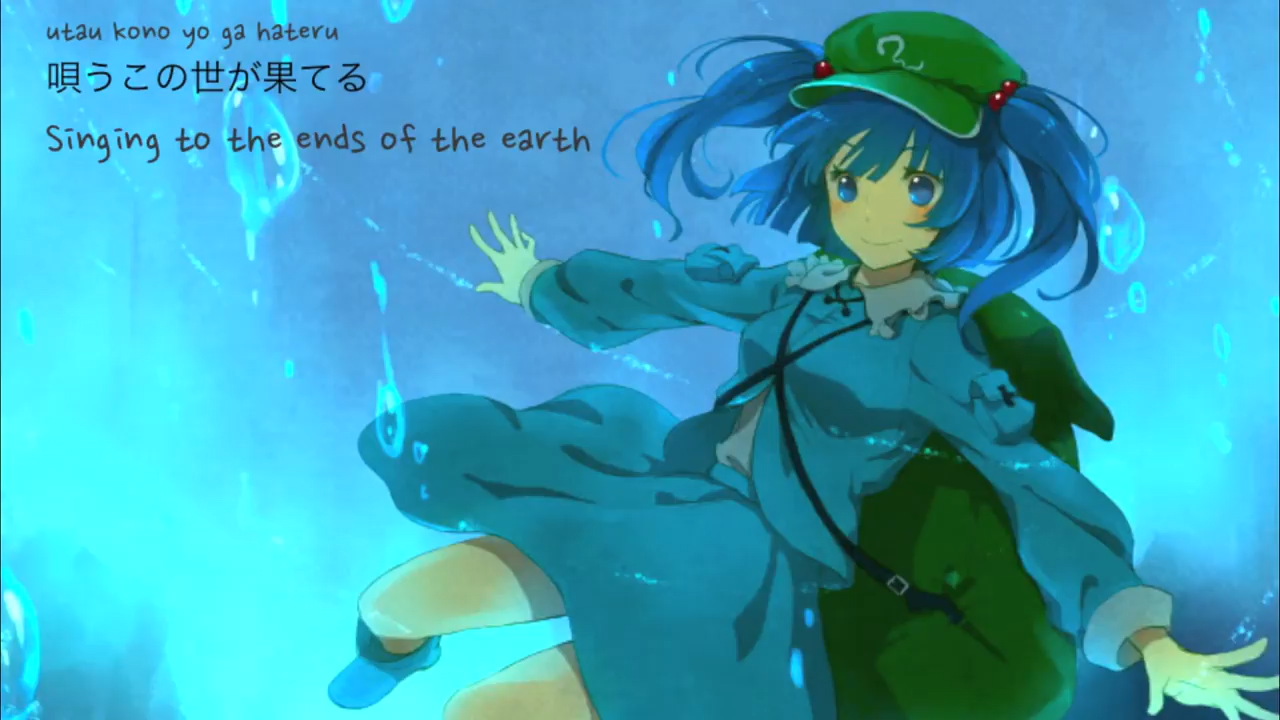 utau kono yo ga hateru
唄うこの世が果てる
Singing to the ends of the earth